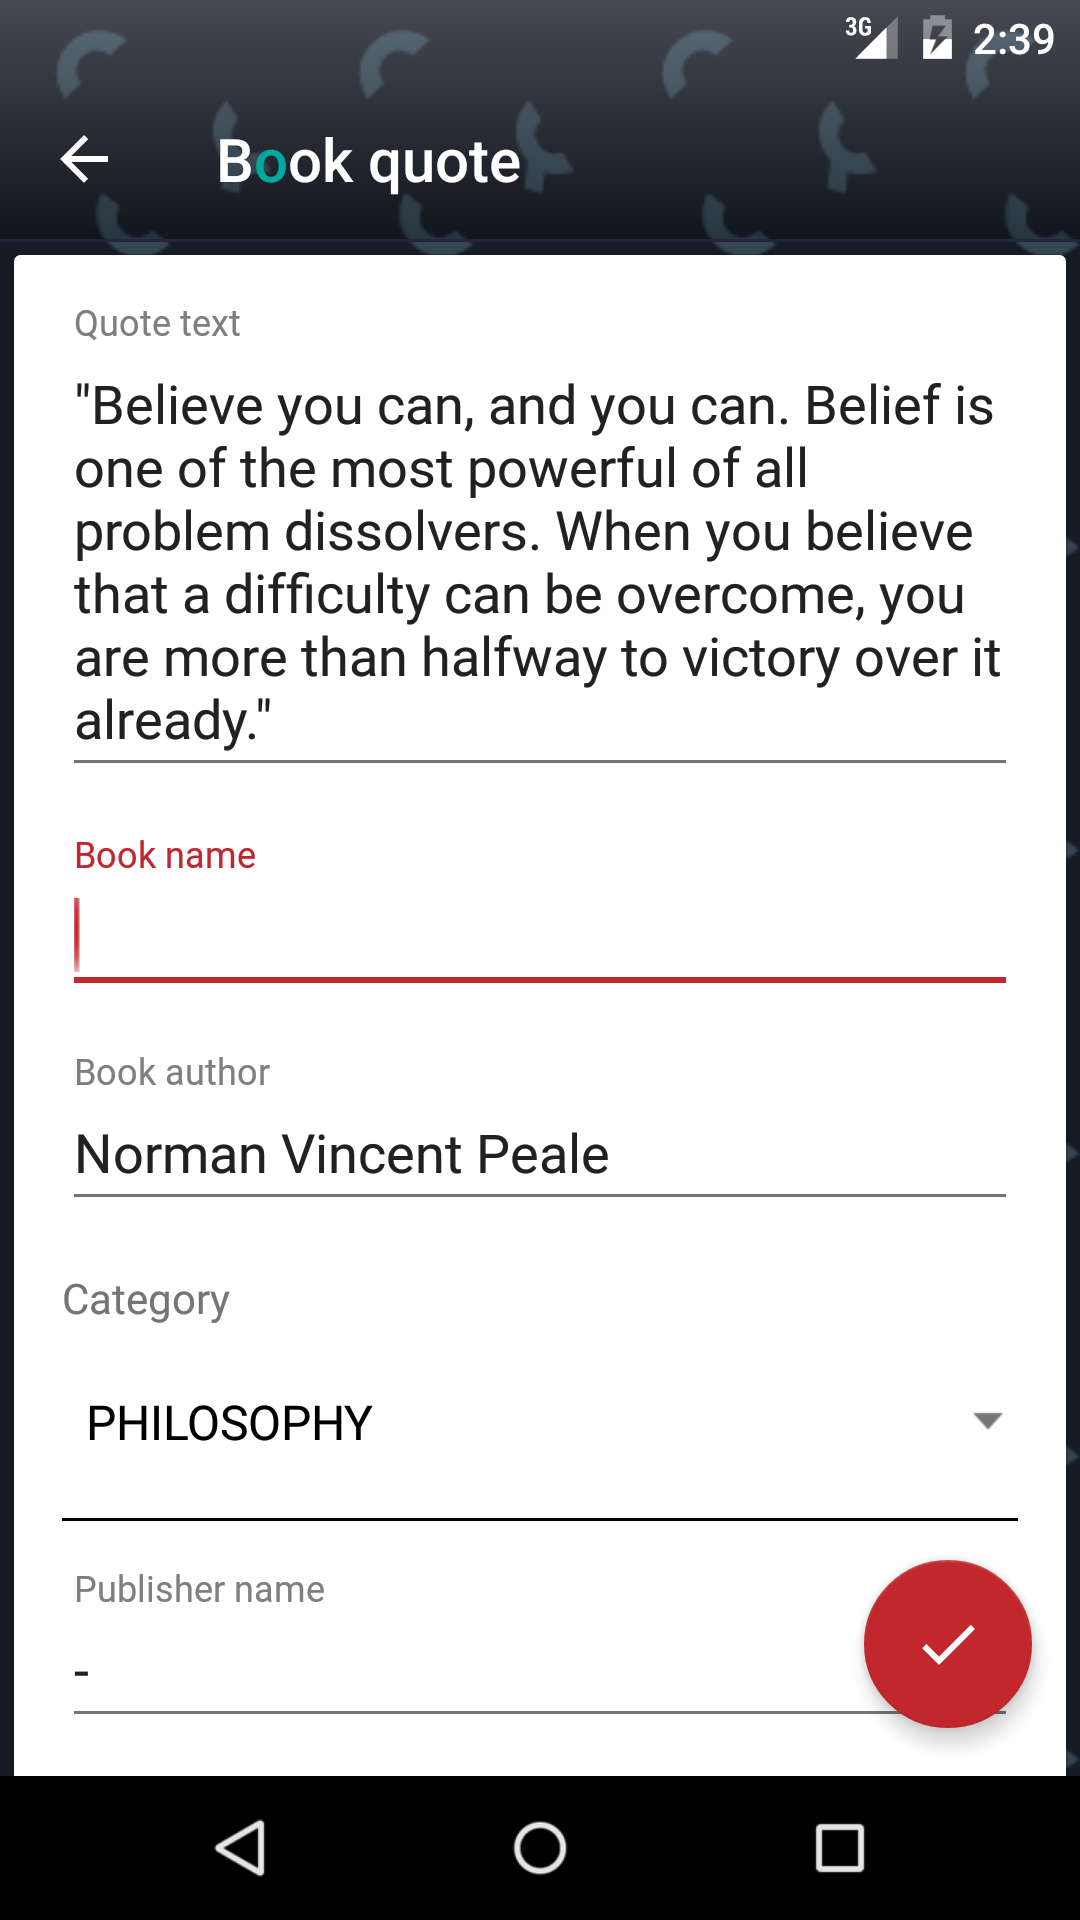 3G 2:39
Book quote
Quote text
"Believe you can, and you can. Belief is
one of the most powerful of all
problem dissolvers. When you believe
that a difficulty can be overcome, you
are more than halfway to victory over it
already."
Book name
Book author
Norman Vincent Peale
Category
PHILOSOPHY
Publisher name
-